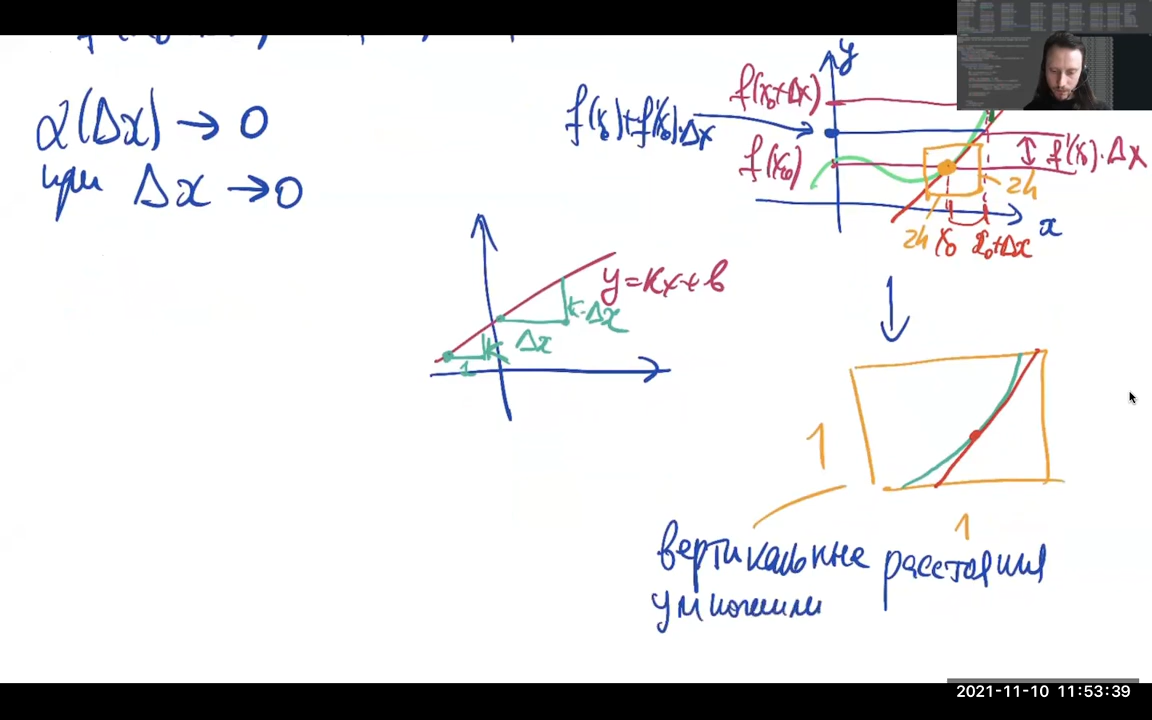 α(Δx) → 0
при Δx → 0
f(x₀)+f'(x₀)·Δx
y
f(x₀+Δx)
f(x₀)
f'(x₀)·Δx
2h
2h
x₀
x₀+Δx
x
y=kx+b
k·Δx
Δx
k
1
1
1
вертикальные расстояния
умножили
2021-11-10 11:53:39